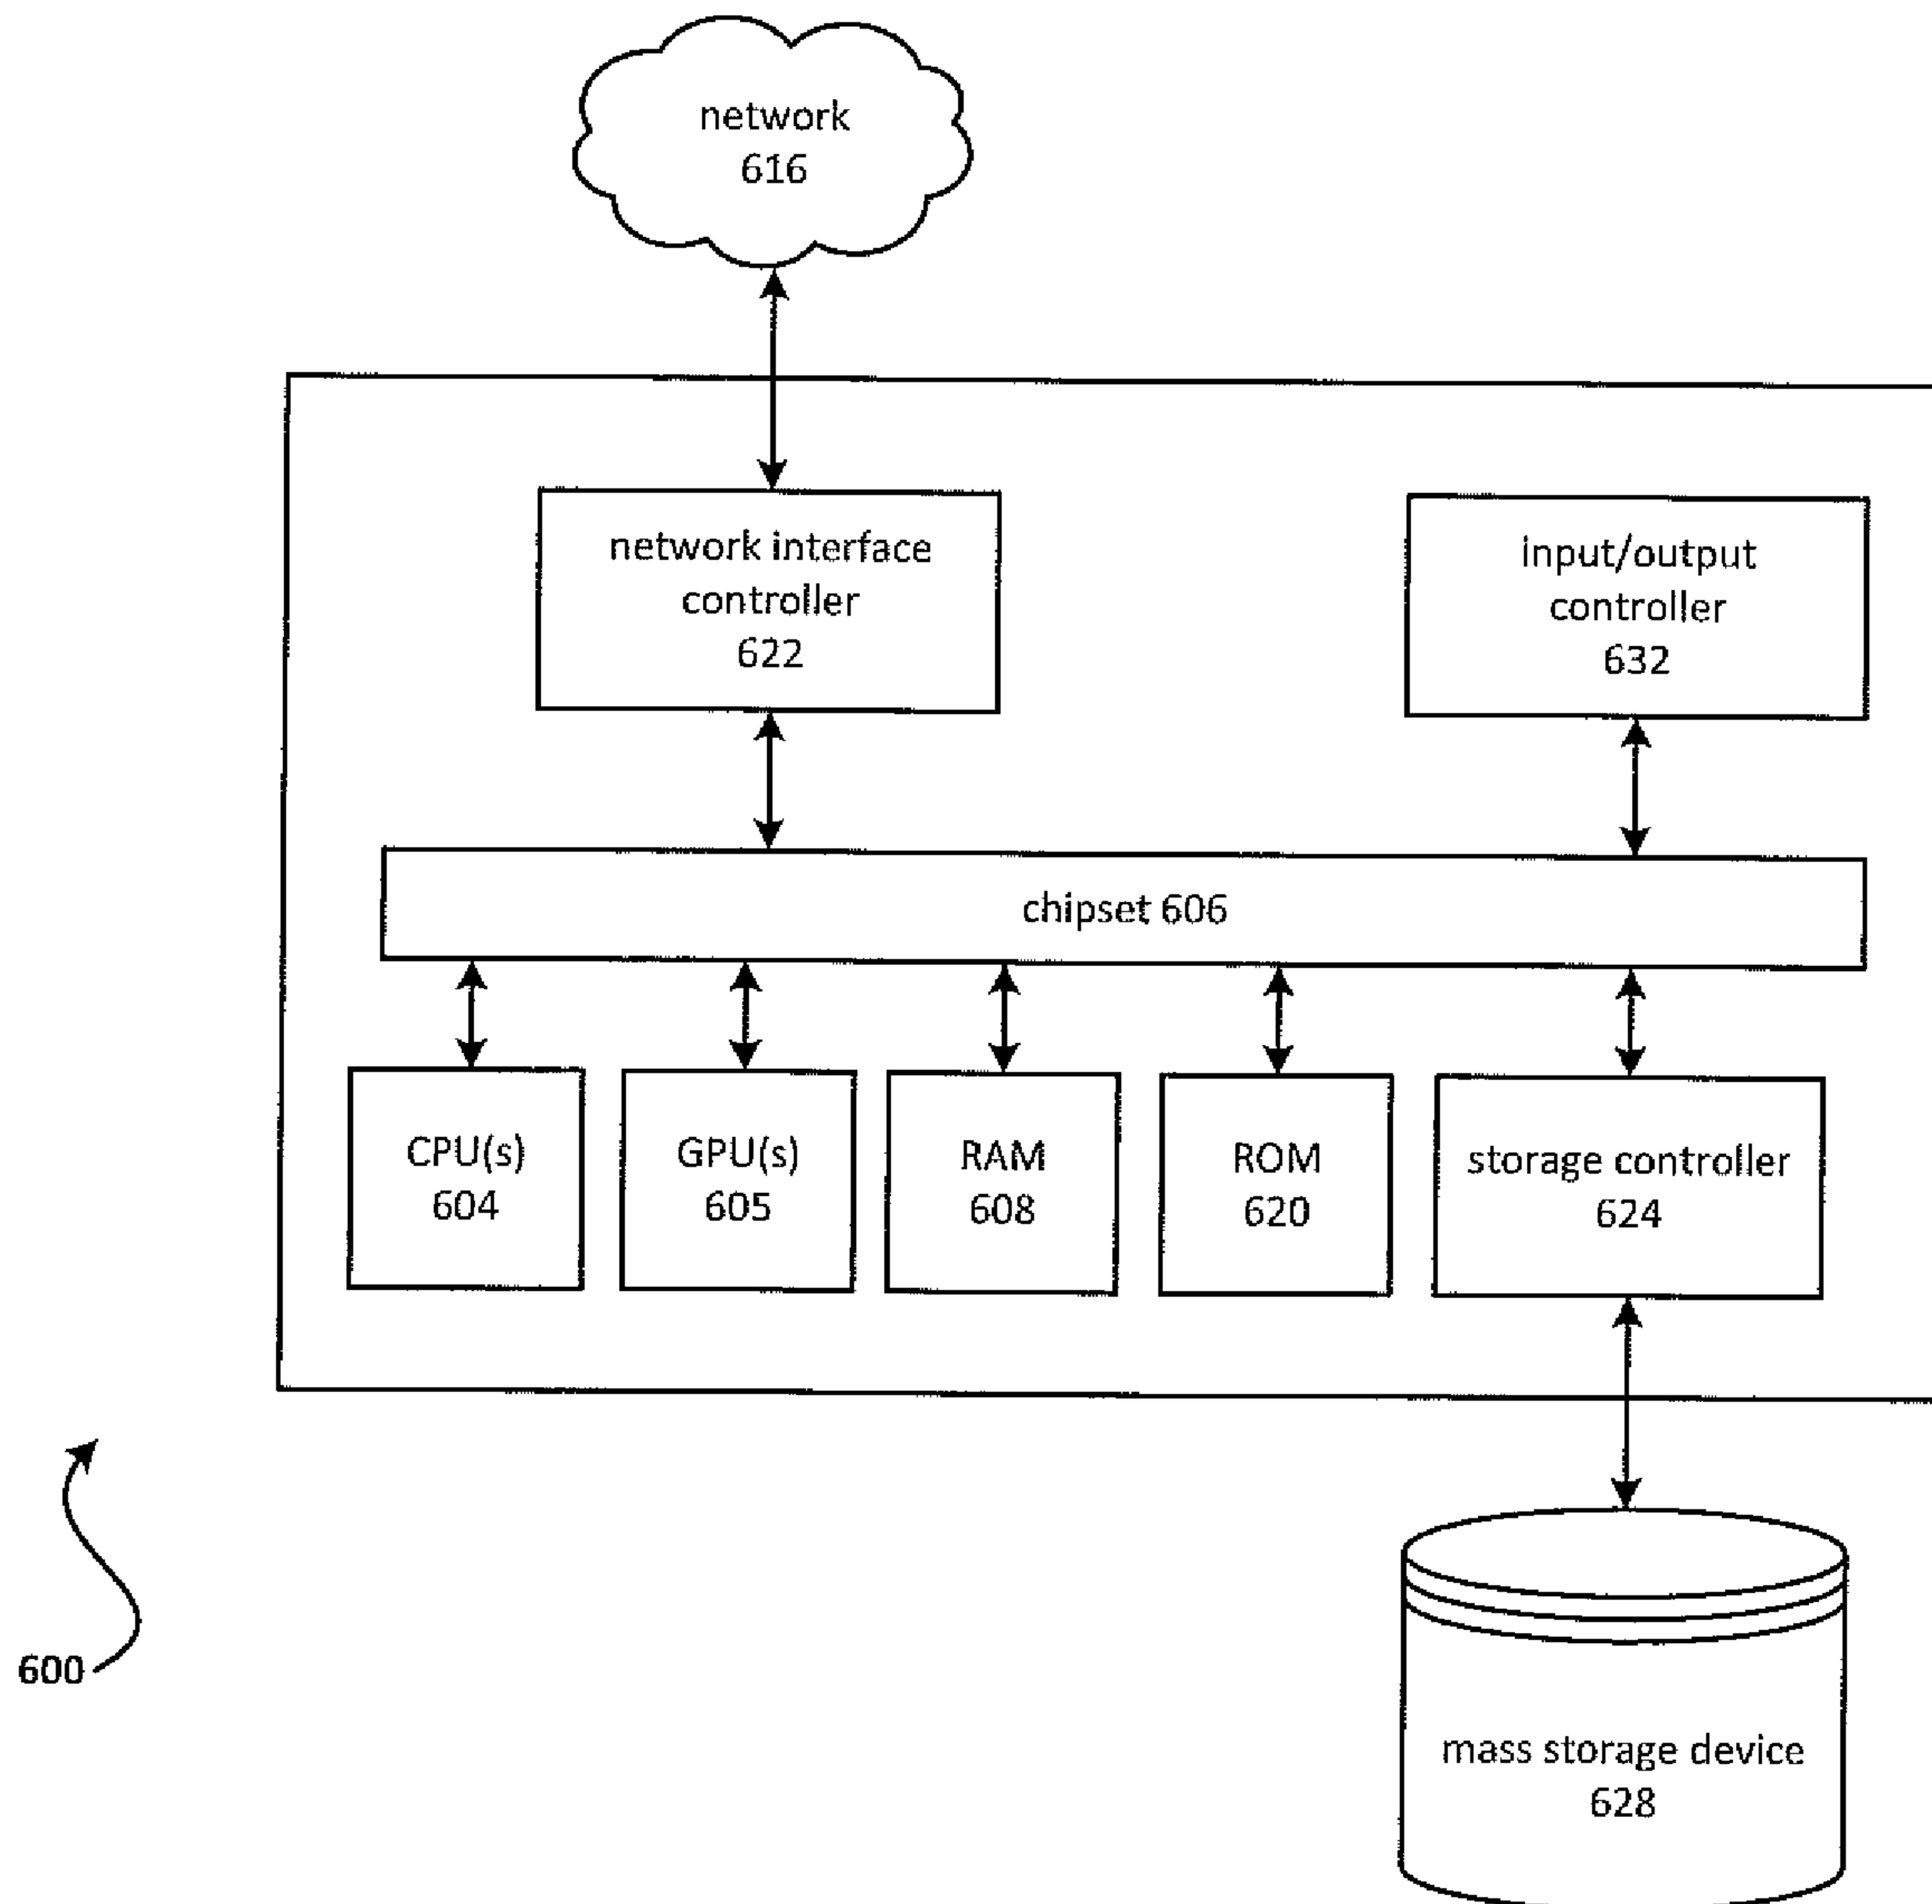 network
616
network interface
controller
622
input/output
controller
632
chipset 606
CPU(s)
604
GPU(s)
605
RAM
608
ROM
620
storage controller
624
600
mass storage device
628